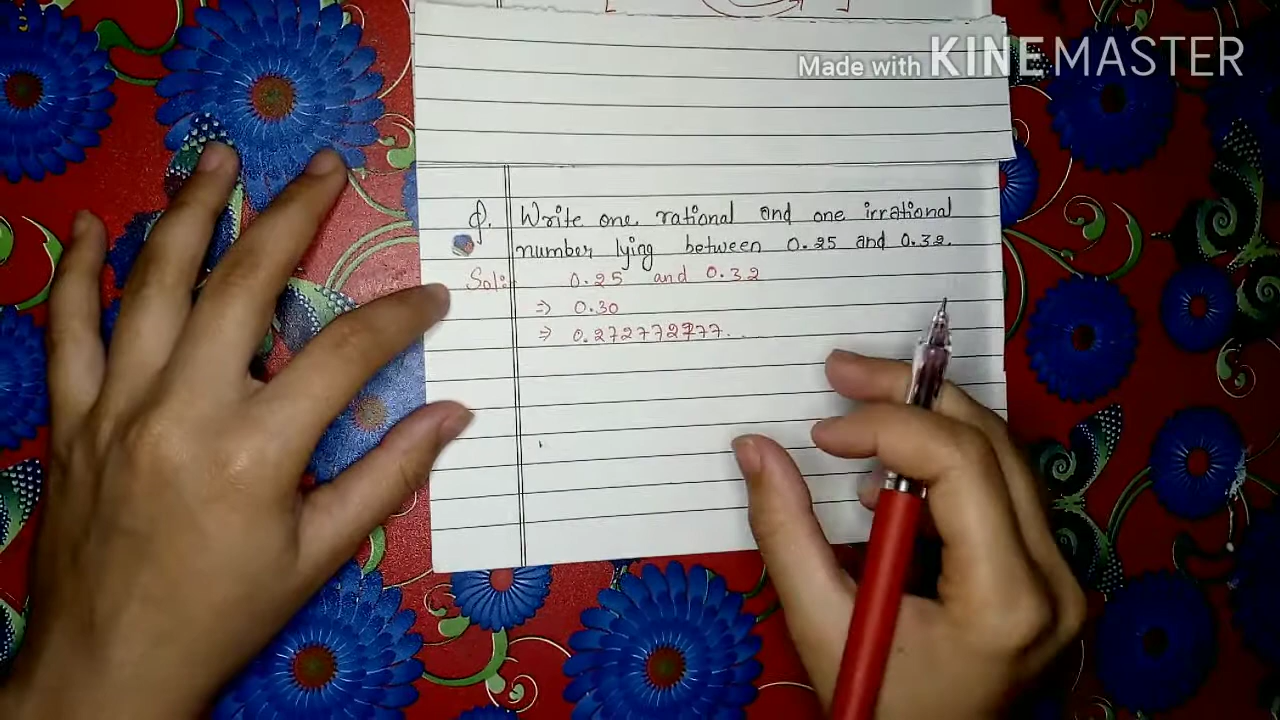 Made with KINEMASTER
Q. Write one rational and one irrational
number lying between 0.25 and 0.32.
Sol: 0.25 and 0.32
⇒ 0.30
⇒ 0.272772777...